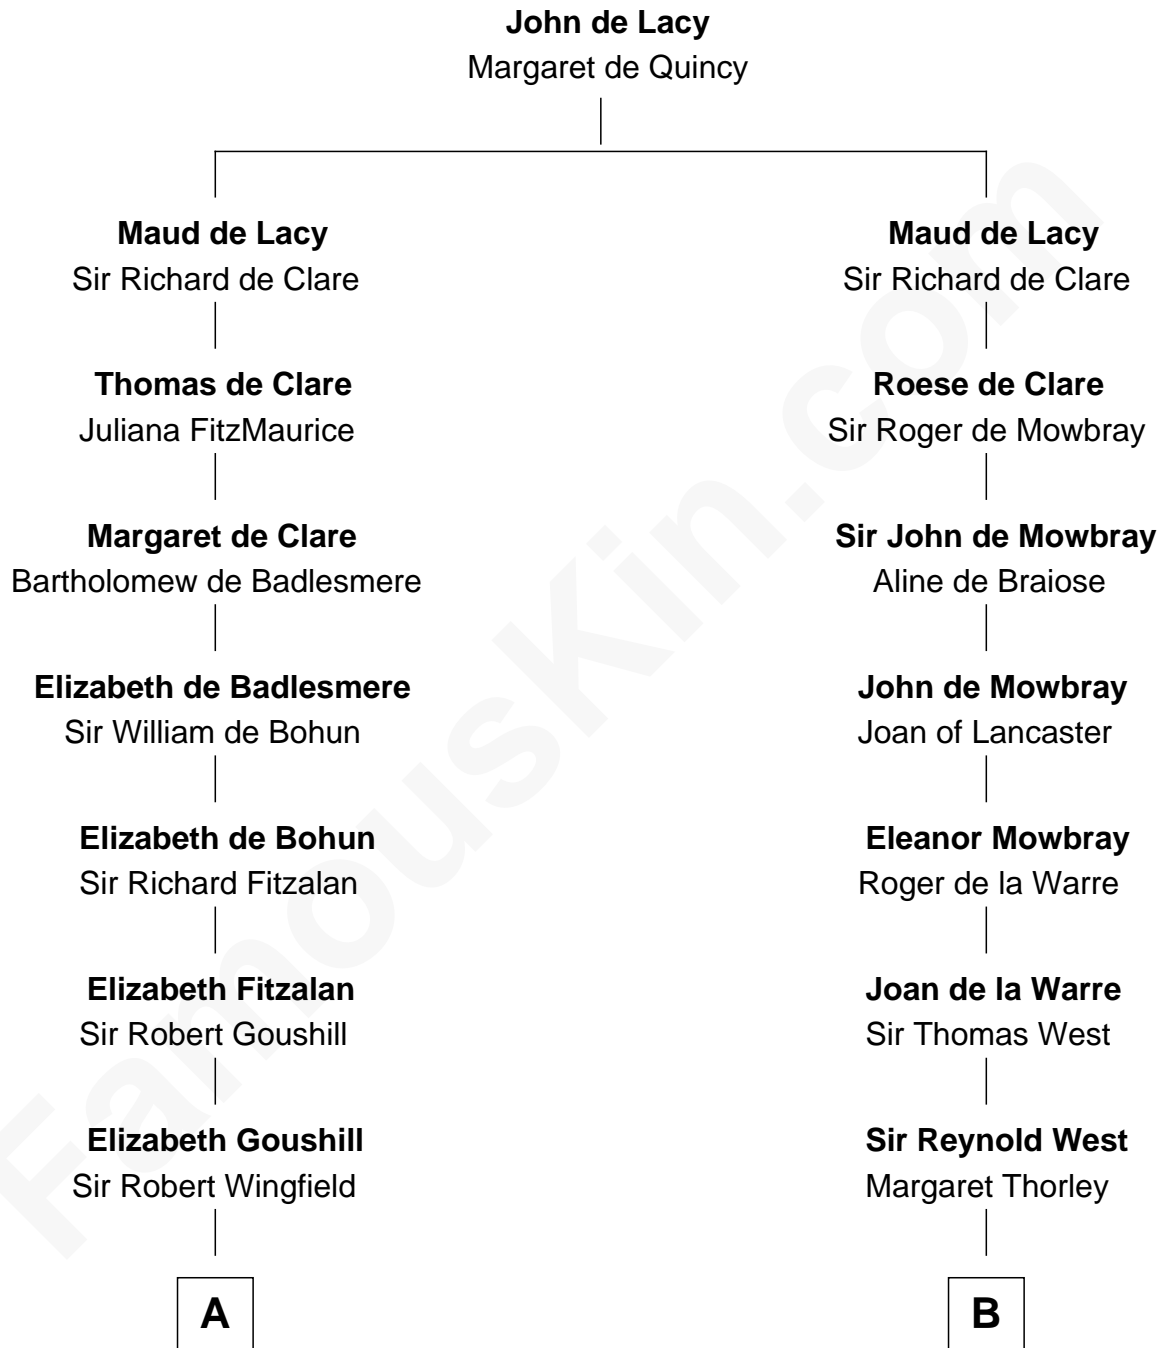 John de Lacy
Margaret de Quincy
Maud de Lacy
Sir Richard de Clare
Maud de Lacy
Sir Richard de Clare
Thomas de Clare
Juliana FitzMaurice
Roese de Clare
Sir Roger de Mowbray
Margaret de Clare
Bartholomew de Badlesmere
Sir John de Mowbray
Aline de Braiose
Elizabeth de Badlesmere
Sir William de Bohun
John de Mowbray
Joan of Lancaster
Elizabeth de Bohun
Sir Richard Fitzalan
Eleanor Mowbray
Roger de la Warre
Elizabeth Fitzalan
Sir Robert Goushill
Joan de la Warre
Sir Thomas West
Elizabeth Goushill
Sir Robert Wingfield
Sir Reynold West
Margaret Thorley
A
B
FamousKin.com